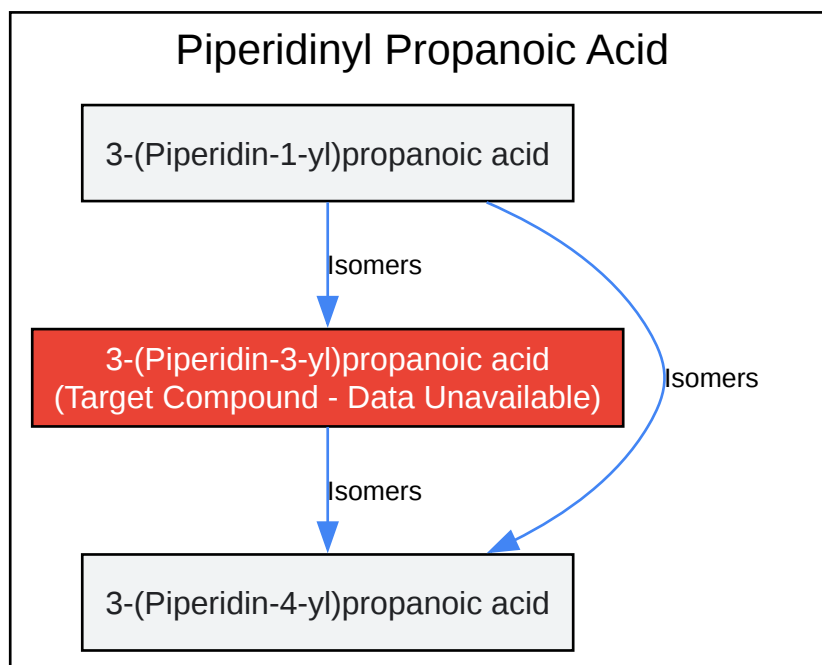 Piperidinyl Propanoic Acid
3-(Piperidin-1-yl)propanoic acid
Isomers
3-(Piperidin-3-yl)propanoic acid
(Target Compound - Data Unavailable)
Isomers
Isomers
3-(Piperidin-4-yl)propanoic acid